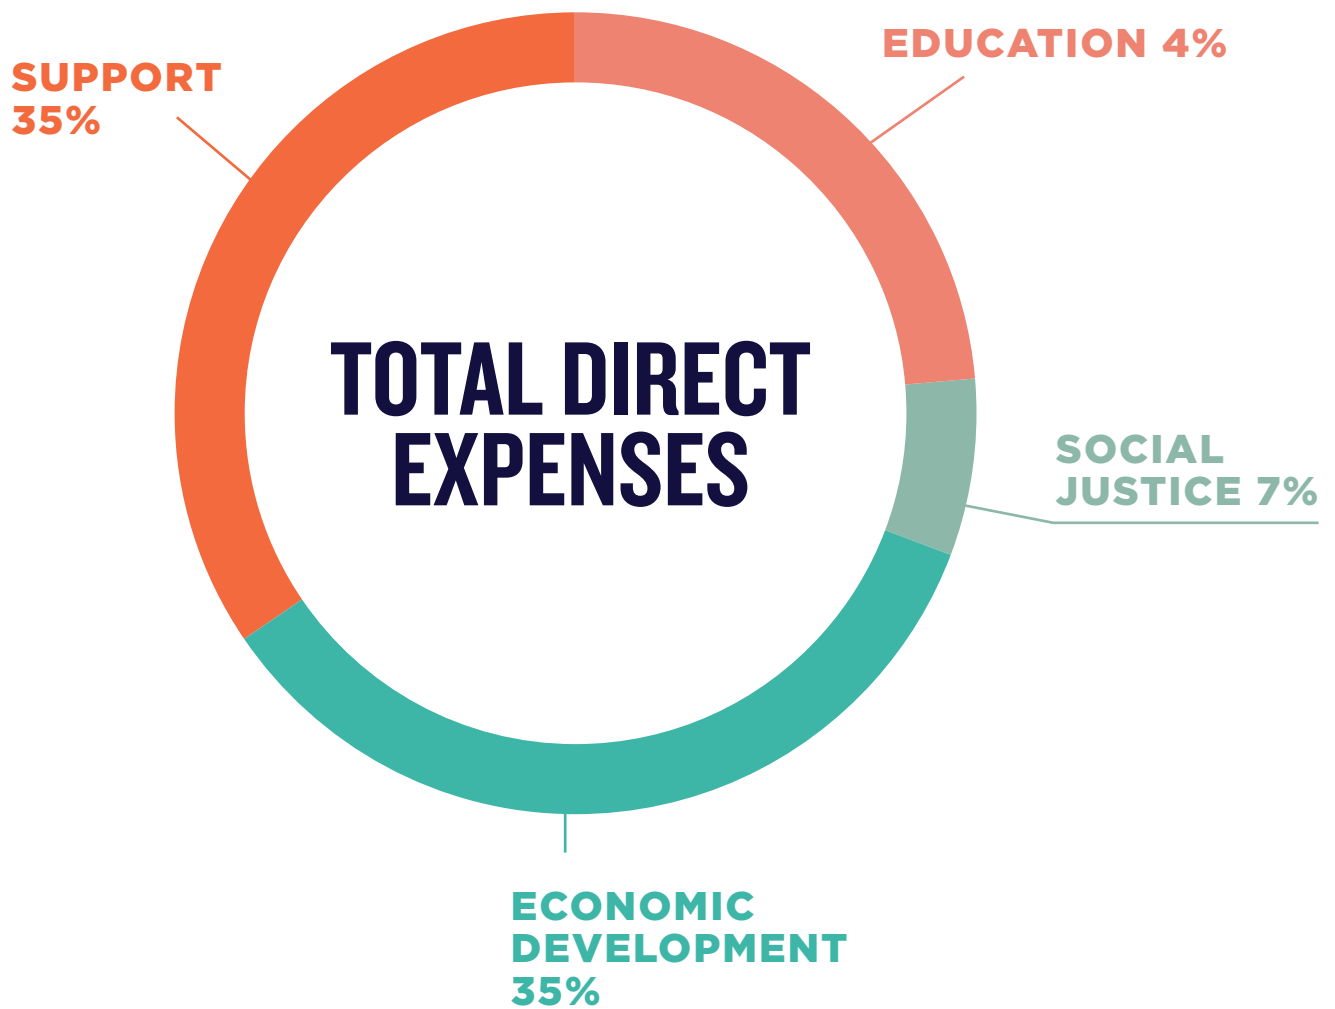 EDUCATION 4%
SUPPORT
35%
TOTAL DIRECT
EXPENSES
SOCIAL
JUSTICE 7%
ECONOMIC
DEVELOPMENT
35%